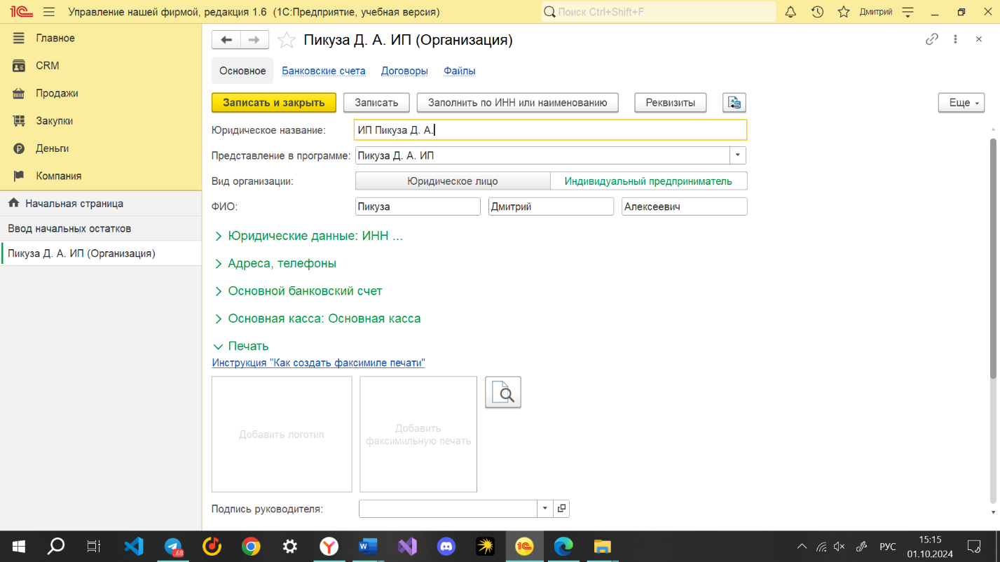 1С Управление нашей фирмой, редакция 1.6 (1С:Предприятие, учебная версия) Поиск Ctrl+Shift+F Дмитрий
Главное
CRM
Продажи
Закупки
Деньги
Компания
Начальная страница
Ввод начальных остатков
Пикуза Д. А. ИП (Организация)
Пикуза Д. А. ИП (Организация)
Основное Банковские счета Договоры Файлы
Записать и закрыть Записать Заполнить по ИНН или наименованию Реквизиты Еще
Юридическое название: ИП Пикуза Д. А.
Представление в программе: Пикуза Д. А. ИП
Вид организации: Юридическое лицо Индивидуальный предприниматель
ФИО: Пикуза Дмитрий Алексеевич
Юридические данные: ИНН ...
Адреса, телефоны
Основной банковский счет
Основная касса: Основная касса
Печать
Инструкция "Как создать факсимиле печати"
Добавить логотип
Добавить
факсимильную печать
Подпись руководителя:
68
РУС
15:15
01.10.2024